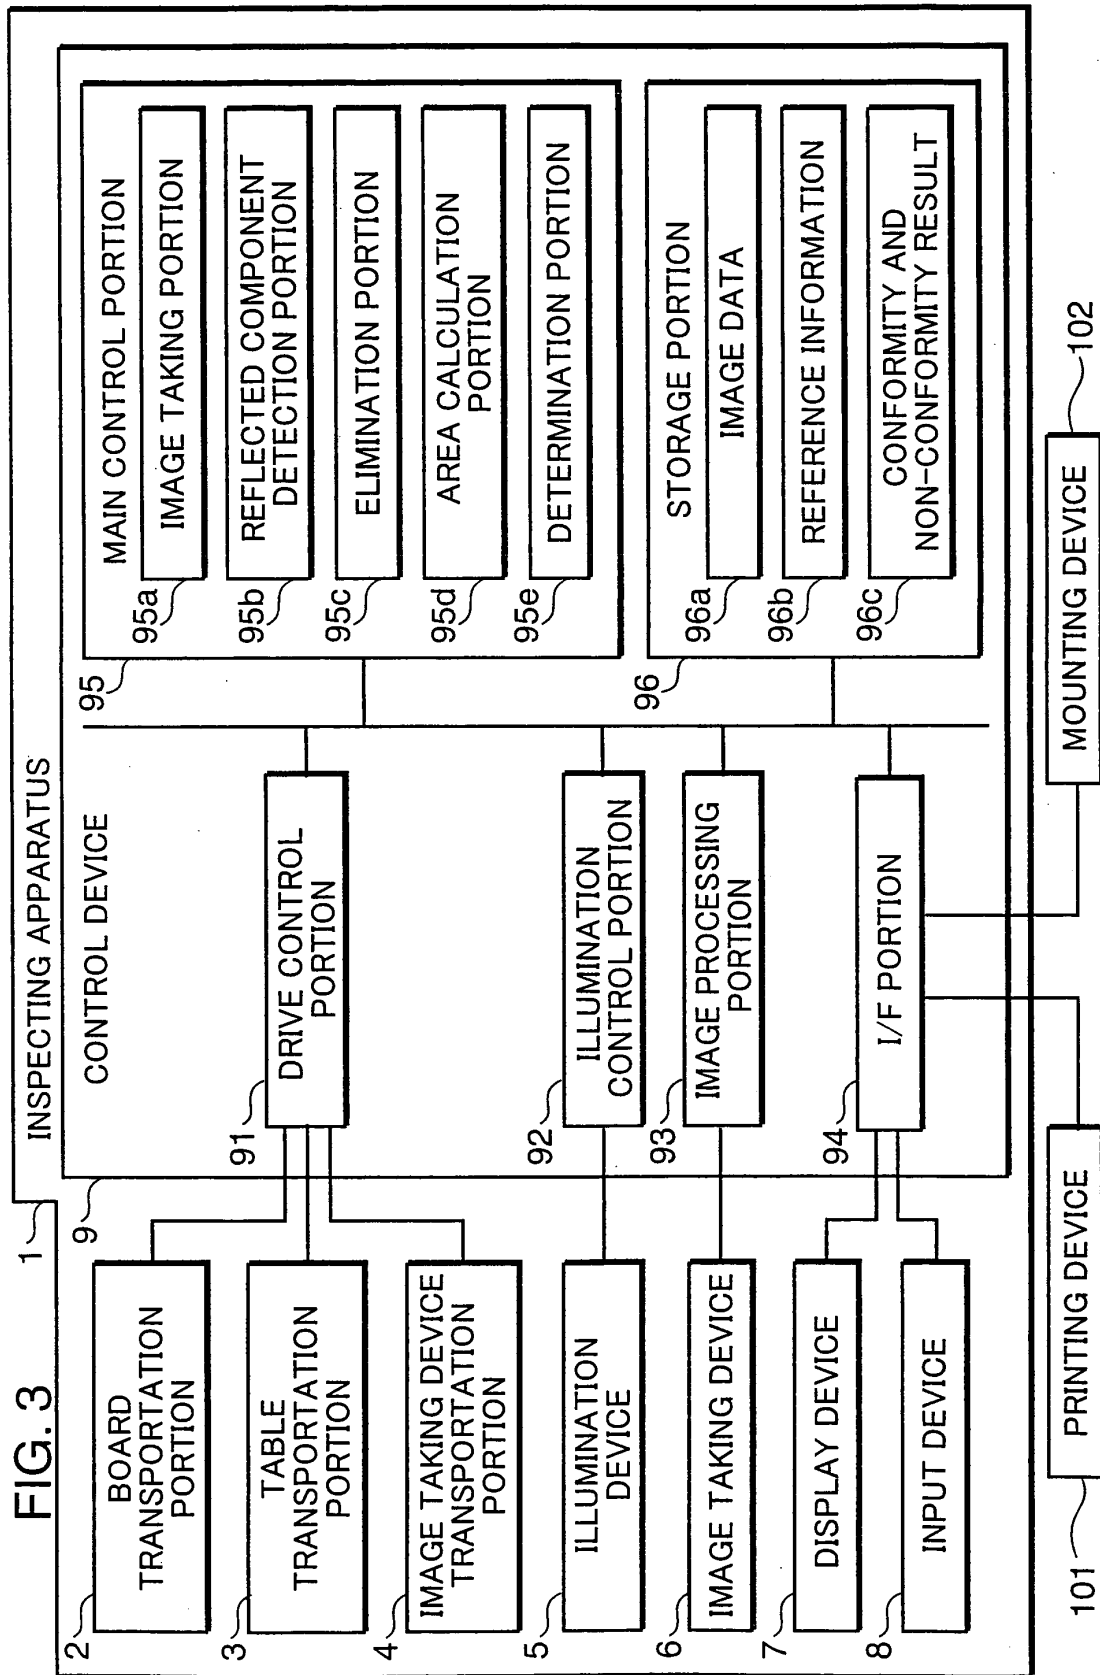 FIG. 3
1
INSPECTING APPARATUS
2
BOARD
TRANSPORTATION
PORTION
3
TABLE
TRANSPORTATION
PORTION
4
IMAGE TAKING DEVICE
TRANSPORTATION
PORTION
5
ILLUMINATION
DEVICE
6
IMAGE TAKING DEVICE
7
DISPLAY DEVICE
8
INPUT DEVICE
9
CONTROL DEVICE
91
DRIVE CONTROL
PORTION
92
ILLUMINATION
CONTROL PORTION
93
IMAGE PROCESSING
PORTION
94
I/F PORTION
95
MAIN CONTROL PORTION
95a
IMAGE TAKING PORTION
95b
REFLECTED COMPONENT
DETECTION PORTION
95c
ELIMINATION PORTION
95d
AREA CALCULATION
PORTION
95e
DETERMINATION PORTION
96
STORAGE PORTION
96a
IMAGE DATA
96b
REFERENCE INFORMATION
96c
CONFORMITY AND
NON-CONFORMITY RESULT
101
PRINTING DEVICE
MOUNTING DEVICE
102